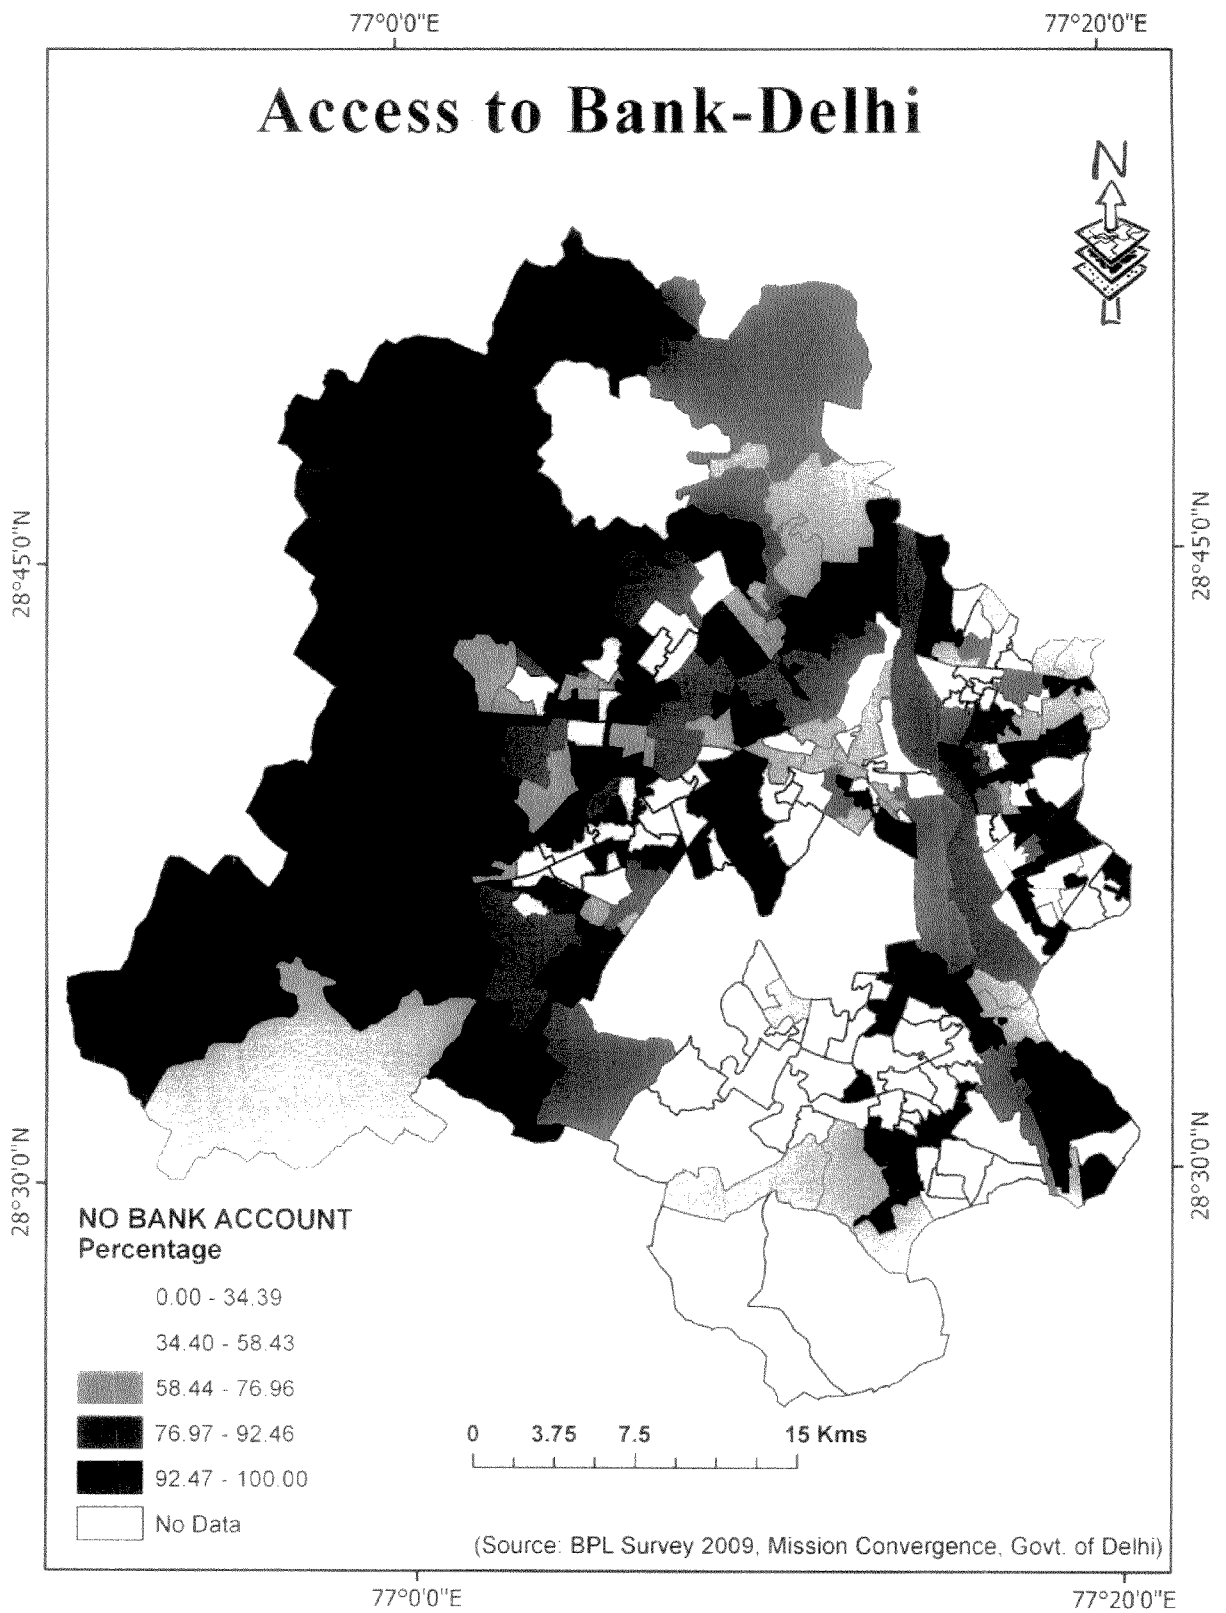 77°0'0"E
77°20'0"E
Access to Bank-Delhi
N
28°45'0"N
28°45'0"N
28°30'0"N
28°30'0"N
NO BANK ACCOUNT
Percentage
0.00 - 34.39
34.40 - 58.43
58.44 - 76.96
76.97 - 92.46
92.47 - 100.00
No Data
0 3.75 7.5 15 Kms
(Source: BPL Survey 2009, Mission Convergence, Govt. of Delhi)
77°0'0"E
77°20'0"E